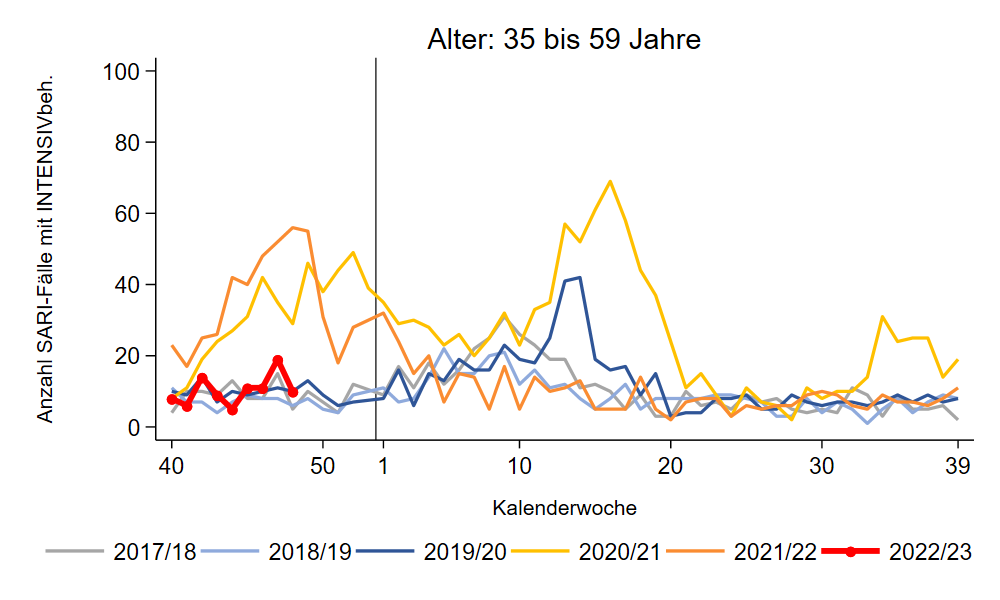 Alter: 35 bis 59 Jahre
Anzahl SARI-Fälle mit INTENSIVbeh.
100
80
60
40
20
0
40 50 1 10 20 30 39
Kalenderwoche
2017/18 2018/19 2019/20 2020/21 2021/22 2022/23